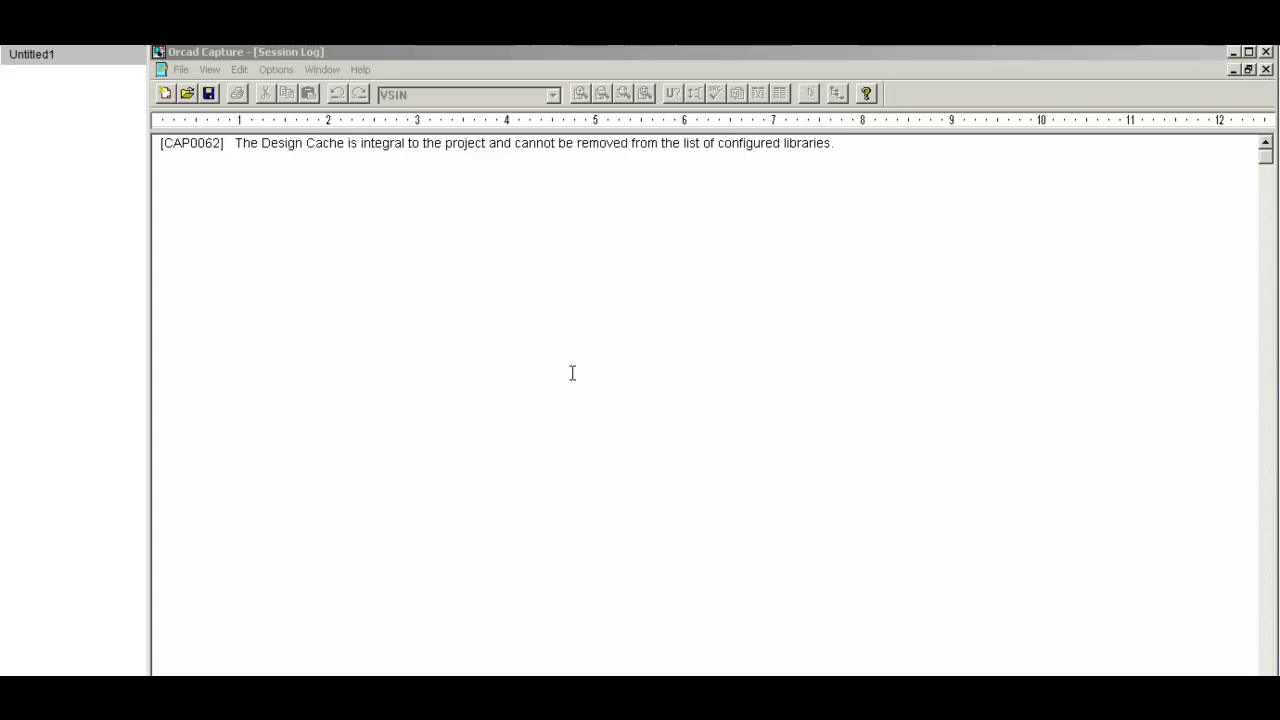 Untitled1
Orcad Capture - [Session Log]
File View Edit Options Window Help
VSIN
U?
1 2 3 4 5 6 7 8 9 10 11 12
[CAP0062] The Design Cache is integral to the project and cannot be removed from the list of configured libraries.